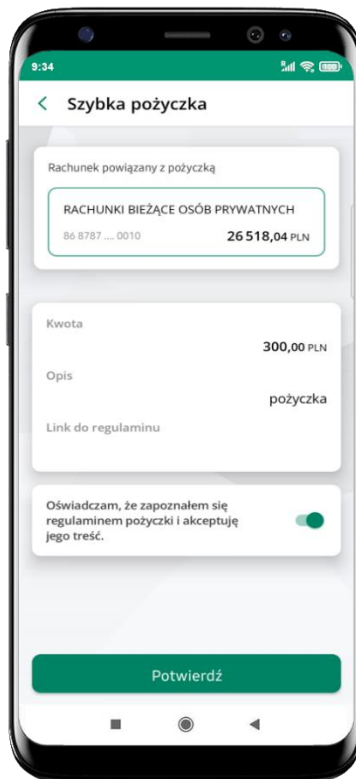 9:34
Szybka pożyczka
Rachunek powiązany z pożyczką
RACHUNKI BIEŻĄCE OSÓB PRYWATNYCH
86 8787 .... 0010 26 518,04 PLN
Kwota
300,00 PLN
Opis
pożyczka
Link do regulaminu
Oświadczam, że zapoznałem się
regulaminem pożyczki i akceptuję
jego treść.
Potwierdź